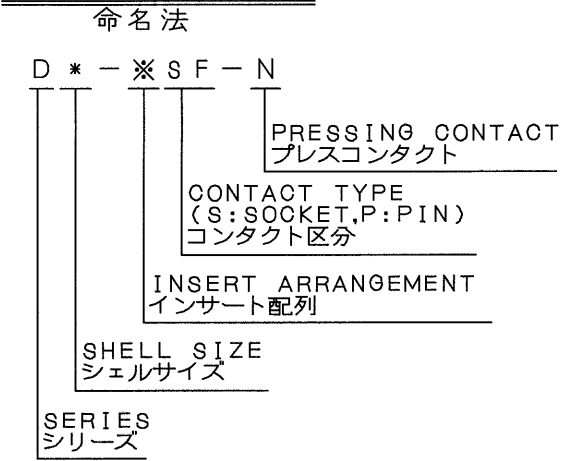 命名法
D*-※SF-N
PRESSING CONTACT
プレスコンタクト
CONTACT TYPE
(S:SOCKET,P:PIN)
コンタクト区分
INSERT ARRANGEMENT
インサート配列
SHELL SIZE
シェルサイズ
SERIES
シリーズ